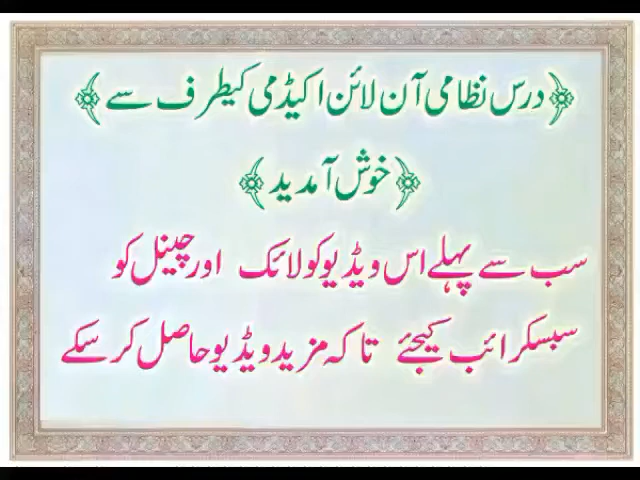 ﴿درس نظامی آن لائن اکیڈمی کیطرف سے﴾
﴿خوش آمدید﴾
سب سے پہلے اس ویڈیو کو لائک اور چینل کو
سبسکرائب کیجئے تاکہ مزید ویڈیو حاصل کر سکے